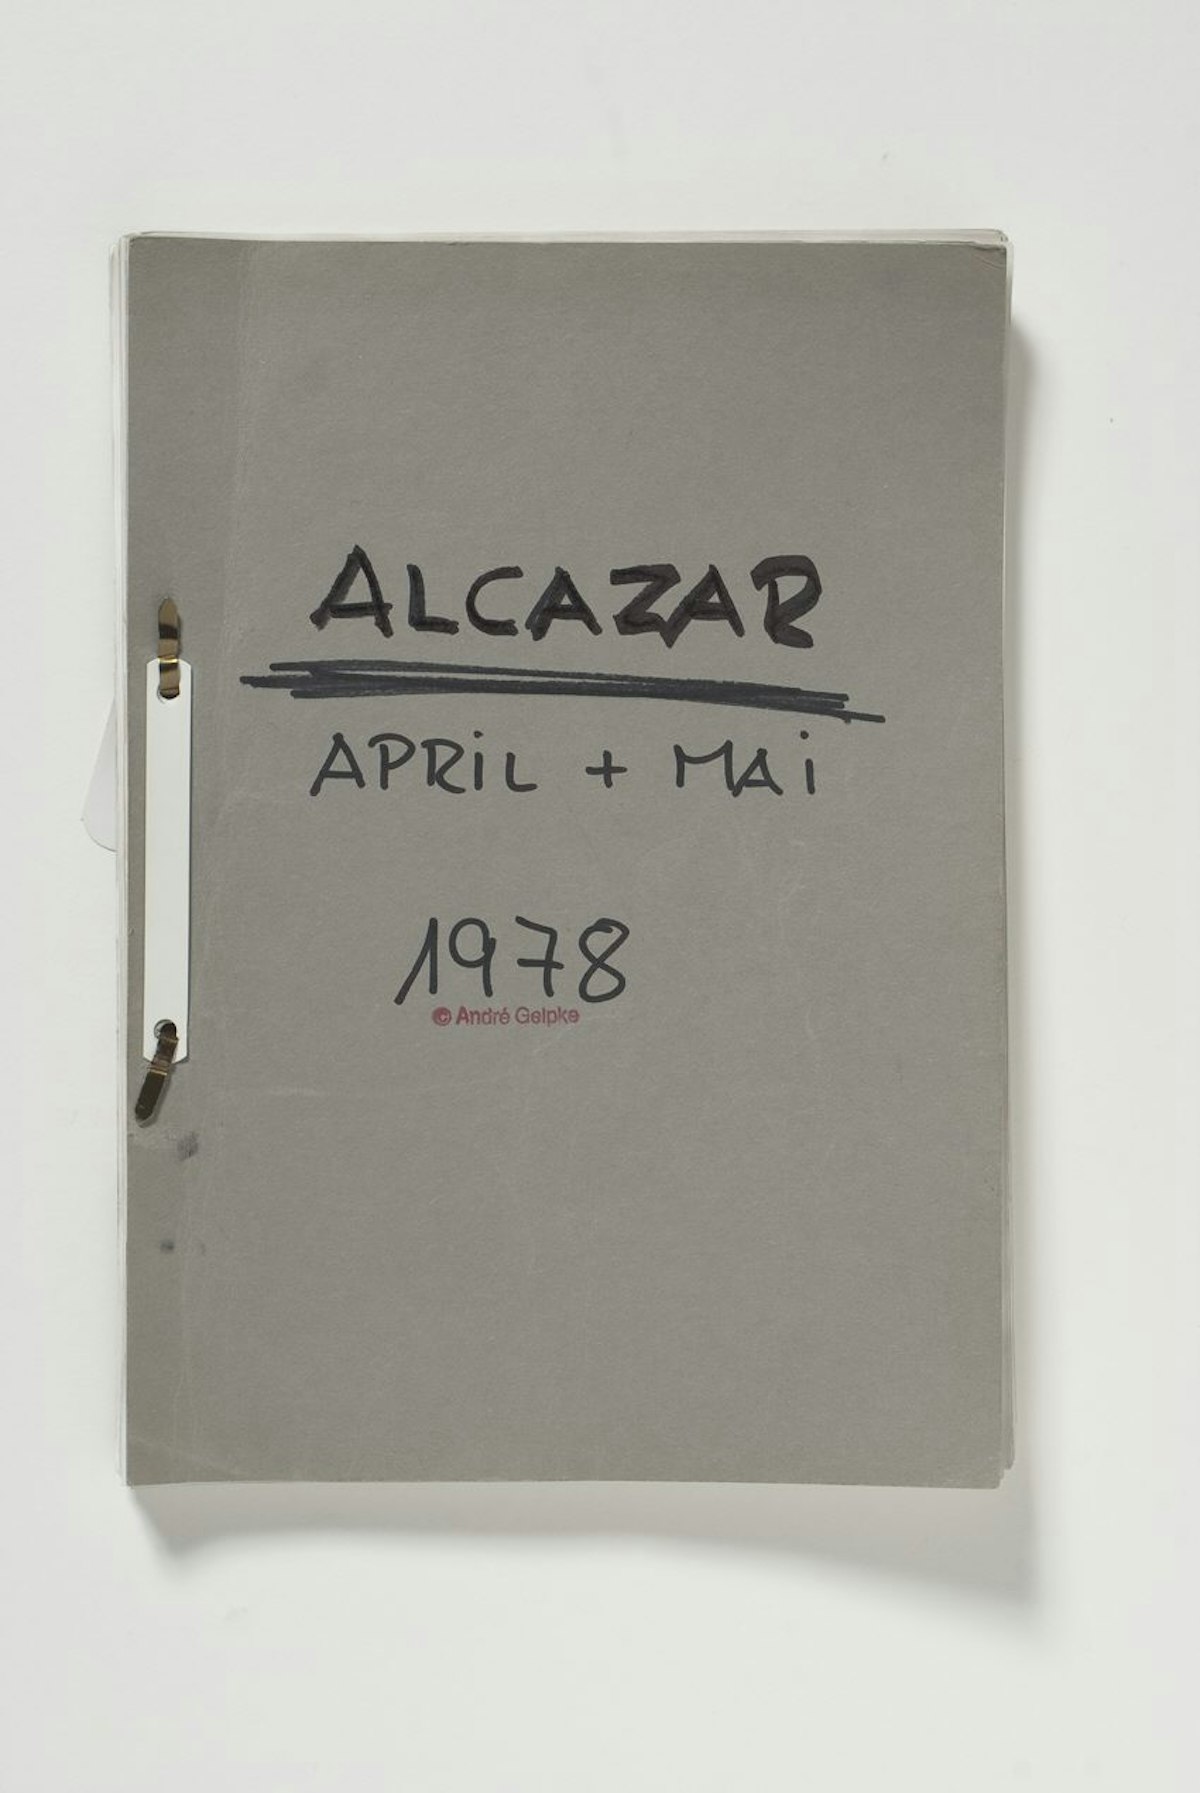 ALCAZAR
APRiL + MAi
1978
© André Gelpke